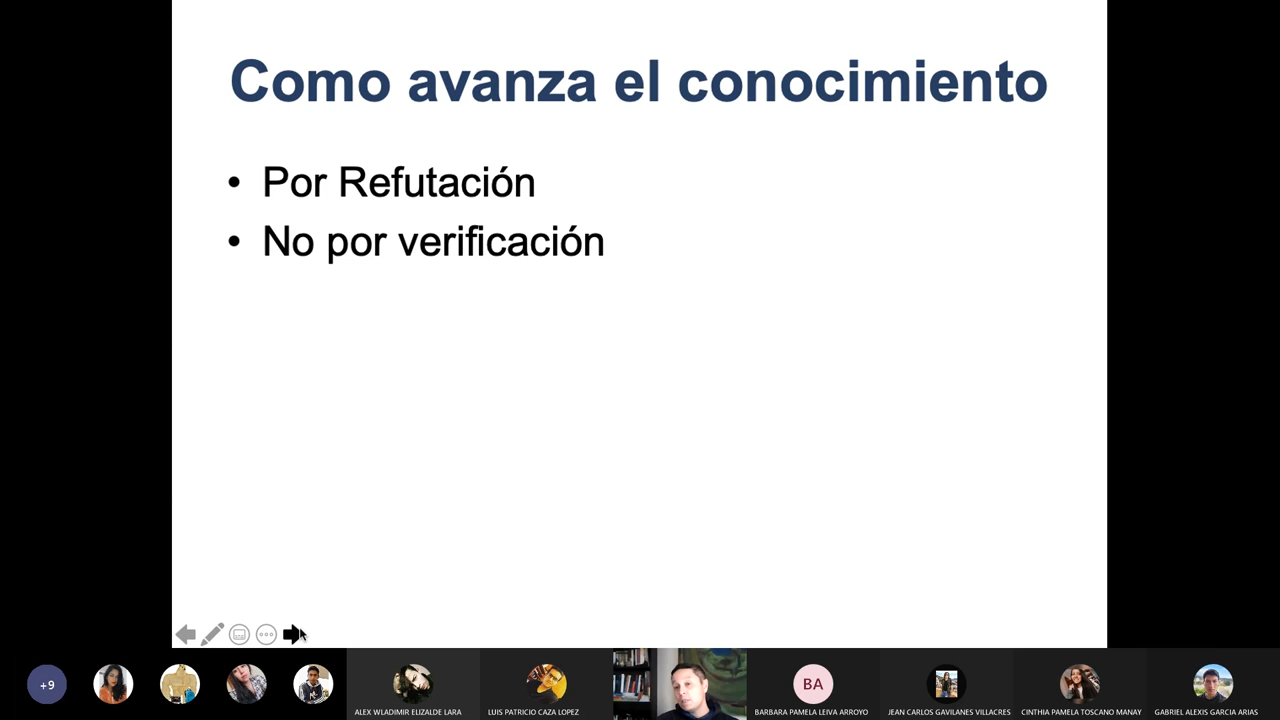 Como avanza el conocimiento
• Por Refutación
• No por verificación
+9
ALEX WLADIMIR ELIZALDE LARA
LUIS PATRICIO CAZA LOPEZ
BA
BARBARA PAMELA LEIVA ARROYO
JEAN CARLOS GAVILANES VILLACRES
CINTHIA PAMELA TOSCANO MANAY
GABRIEL ALEXIS GARCIA ARIAS